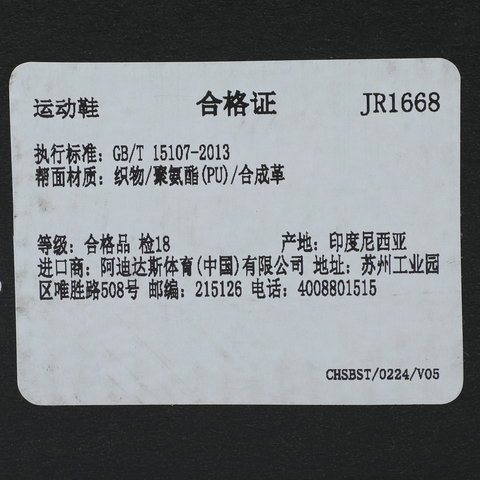 运动鞋 合格证 JR1668
执行标准: GB/T 15107-2013
帮面材质: 织物/聚氨酯(PU)/合成革
等级: 合格品 检18 产地: 印度尼西亚
进口商: 阿迪达斯体育(中国)有限公司 地址: 苏州工业园
区唯胜路508号 邮编: 215126 电话: 4008801515
CHSBST/0224/V05